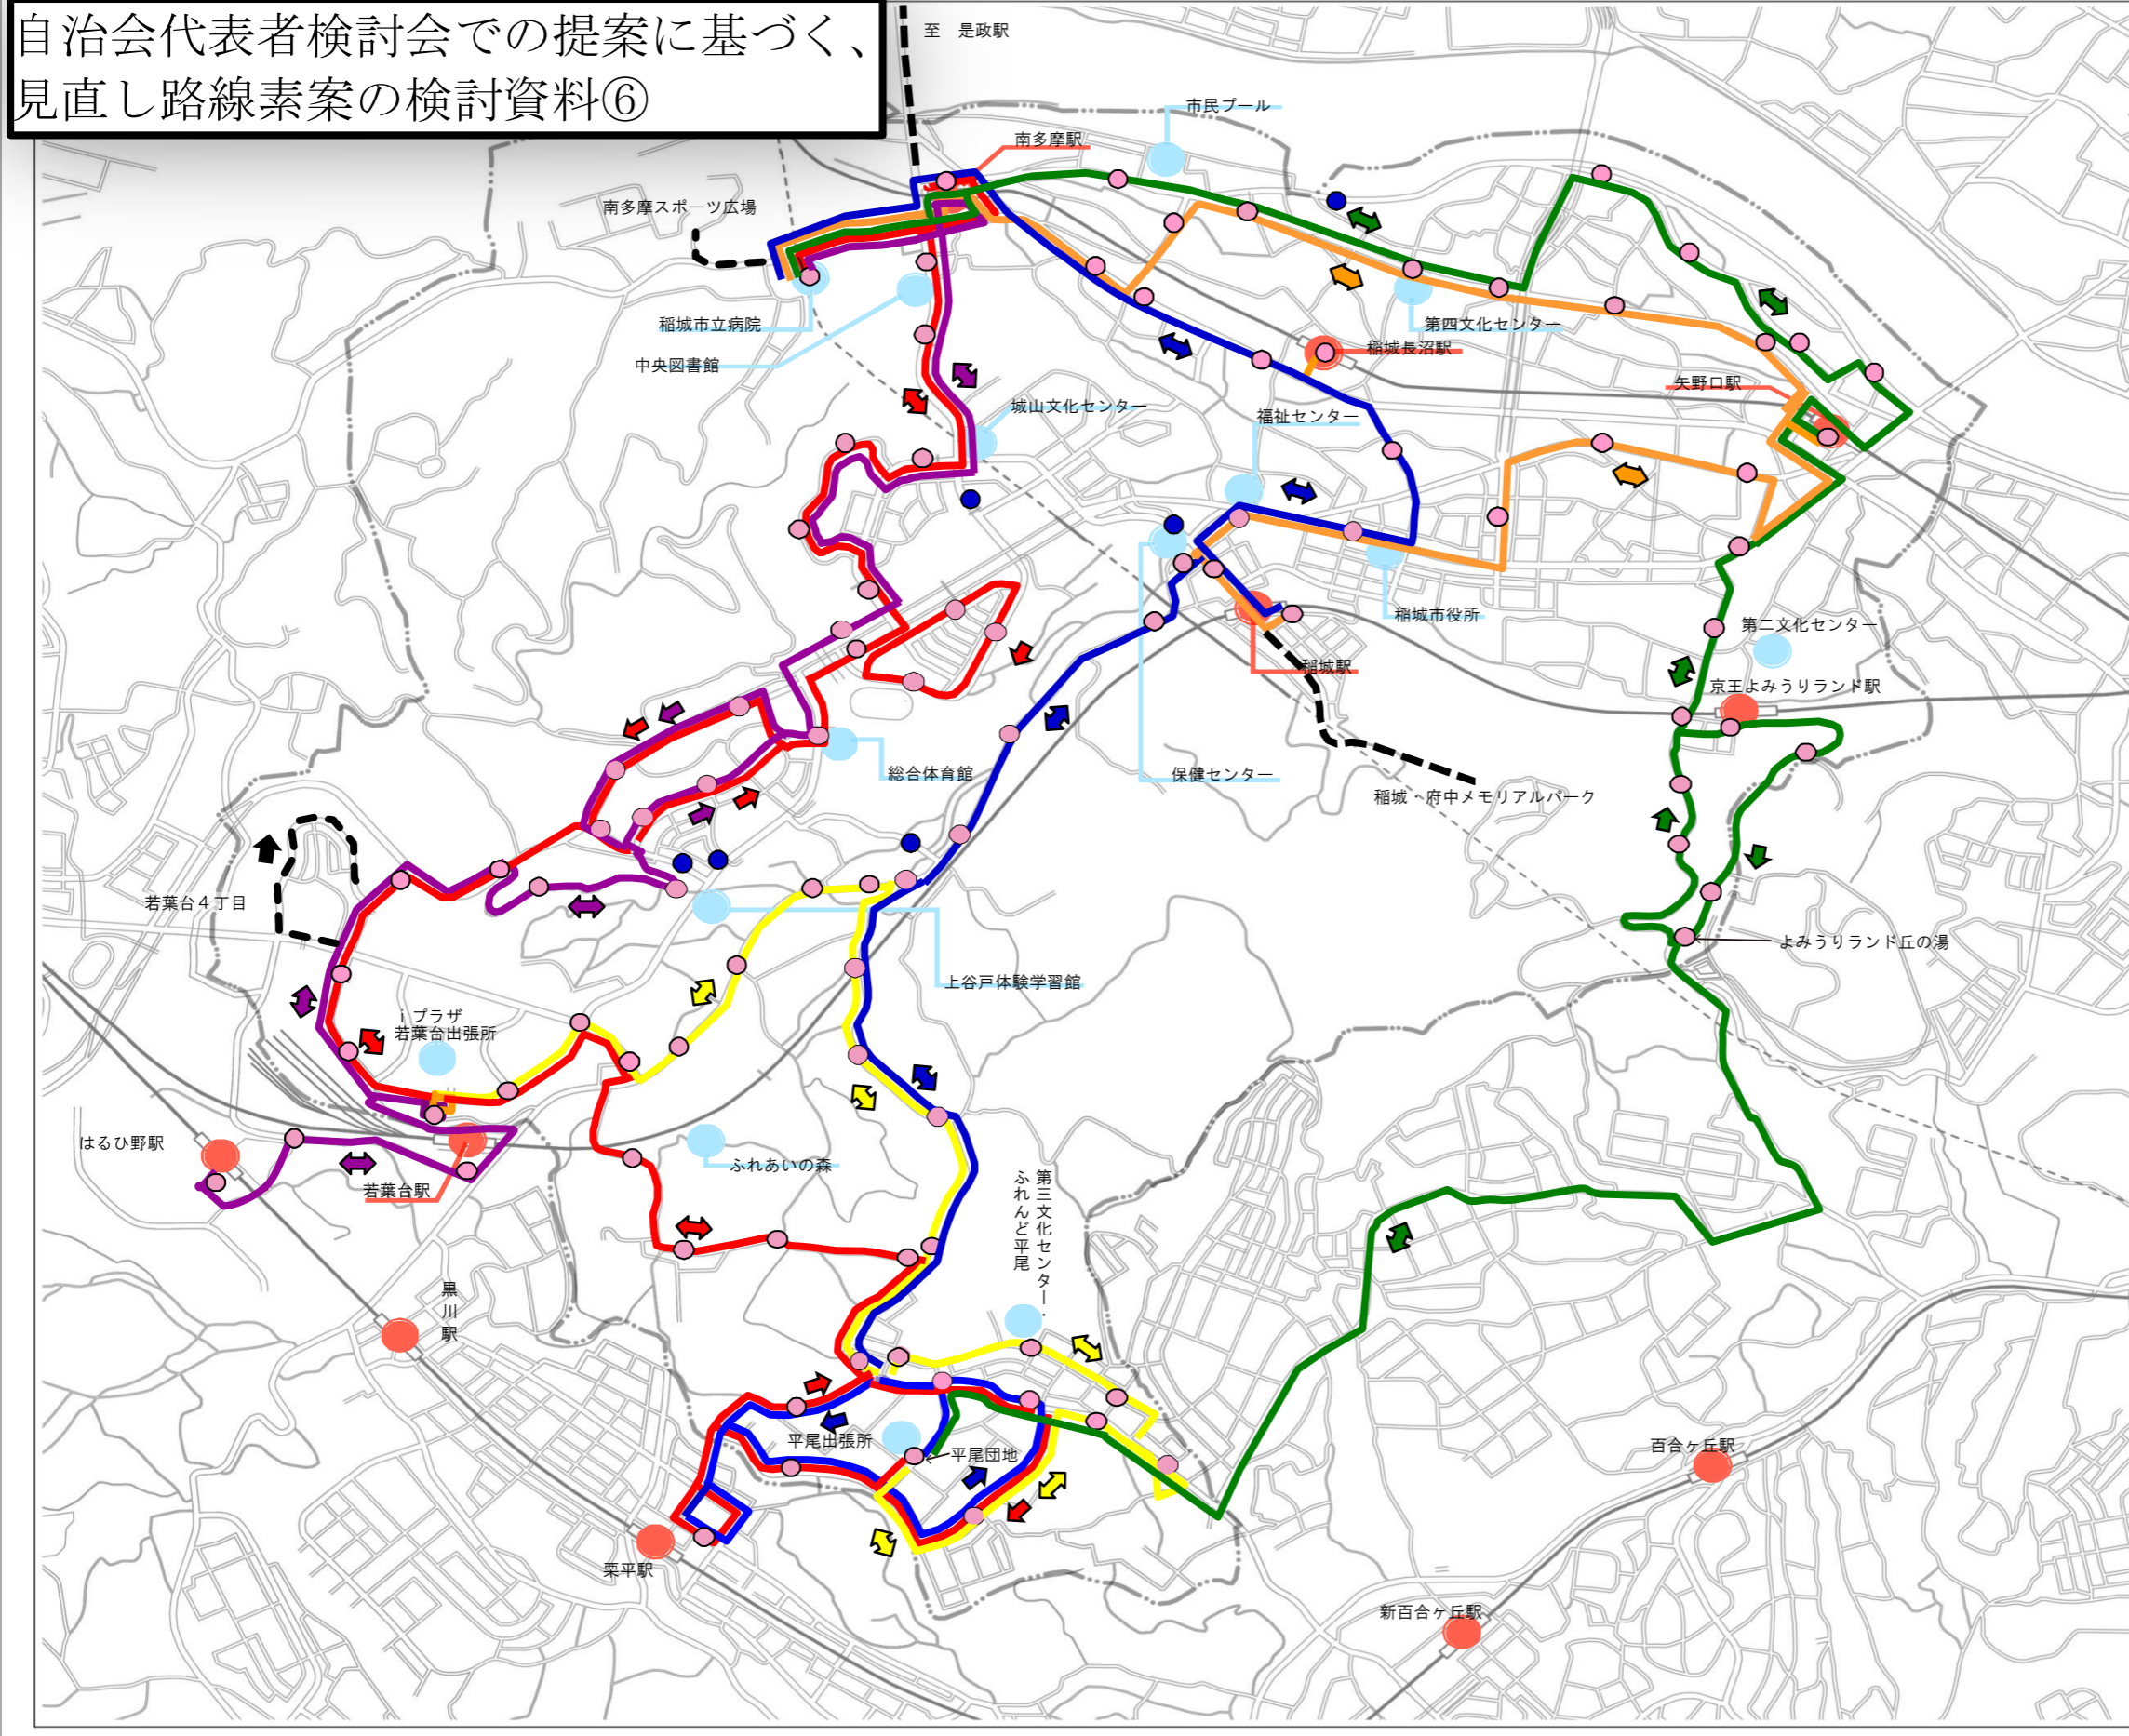 自治会代表者検討会での提案に基づく、
見直し路線素案の検討資料⑥
至　是政駅
市民プール
南多摩駅
南多摩スポーツ広場
稲城市立病院
第四文化センター
稲城長沼駅
中央図書館
矢野口駅
城山文化センター
福祉センター
稲城市役所
第二文化センター
稲城駅
京王よみうりランド駅
総合体育館
保健センター
稲城・府中メモリアルパーク
若葉台４丁目
よみうりランド丘の湯
上谷戸体験学習館
ｉプラザ
若葉台出張所
はるひ野駅
ふれあいの森
若葉台駅
第三文化センター・
ふれんど平尾
黒川駅
平尾出張所
平尾団地
百合ヶ丘駅
栗平駅
新百合ヶ丘駅